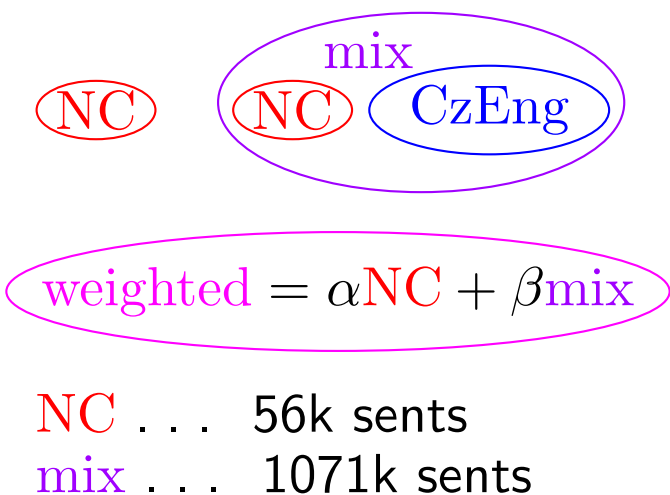 mix
NC NC CzEng
weighted = αNC + βmix
NC . . . 56k sents
mix . . . 1071k sents